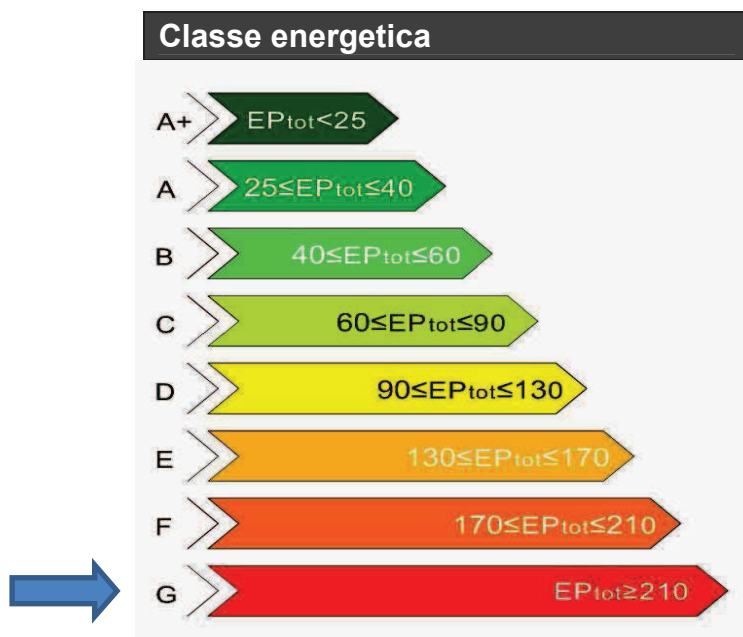 Classe energetica
A+ EPtot<25
A 25≤EPtot≤40
B 40≤EPtot≤60
C 60≤EPtot≤90
D 90≤EPtot≤130
E 130≤EPtot≤170
F 170≤EPtot≤210
G EPtot≥210